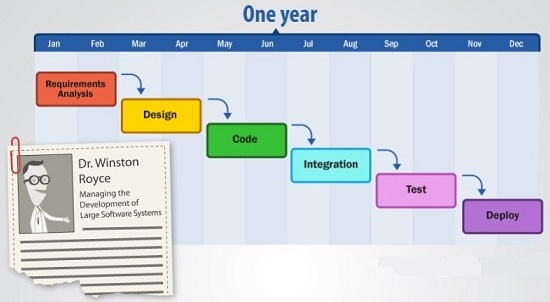 One year
Jan Feb Mar Apr May Jun Jul Aug Sep Oct Nov Dec
Requirements
Analysis
Design
Code
Integration
Test
Deploy
Dr. Winston
Royce
Managing the
Development of
Large Software Systems